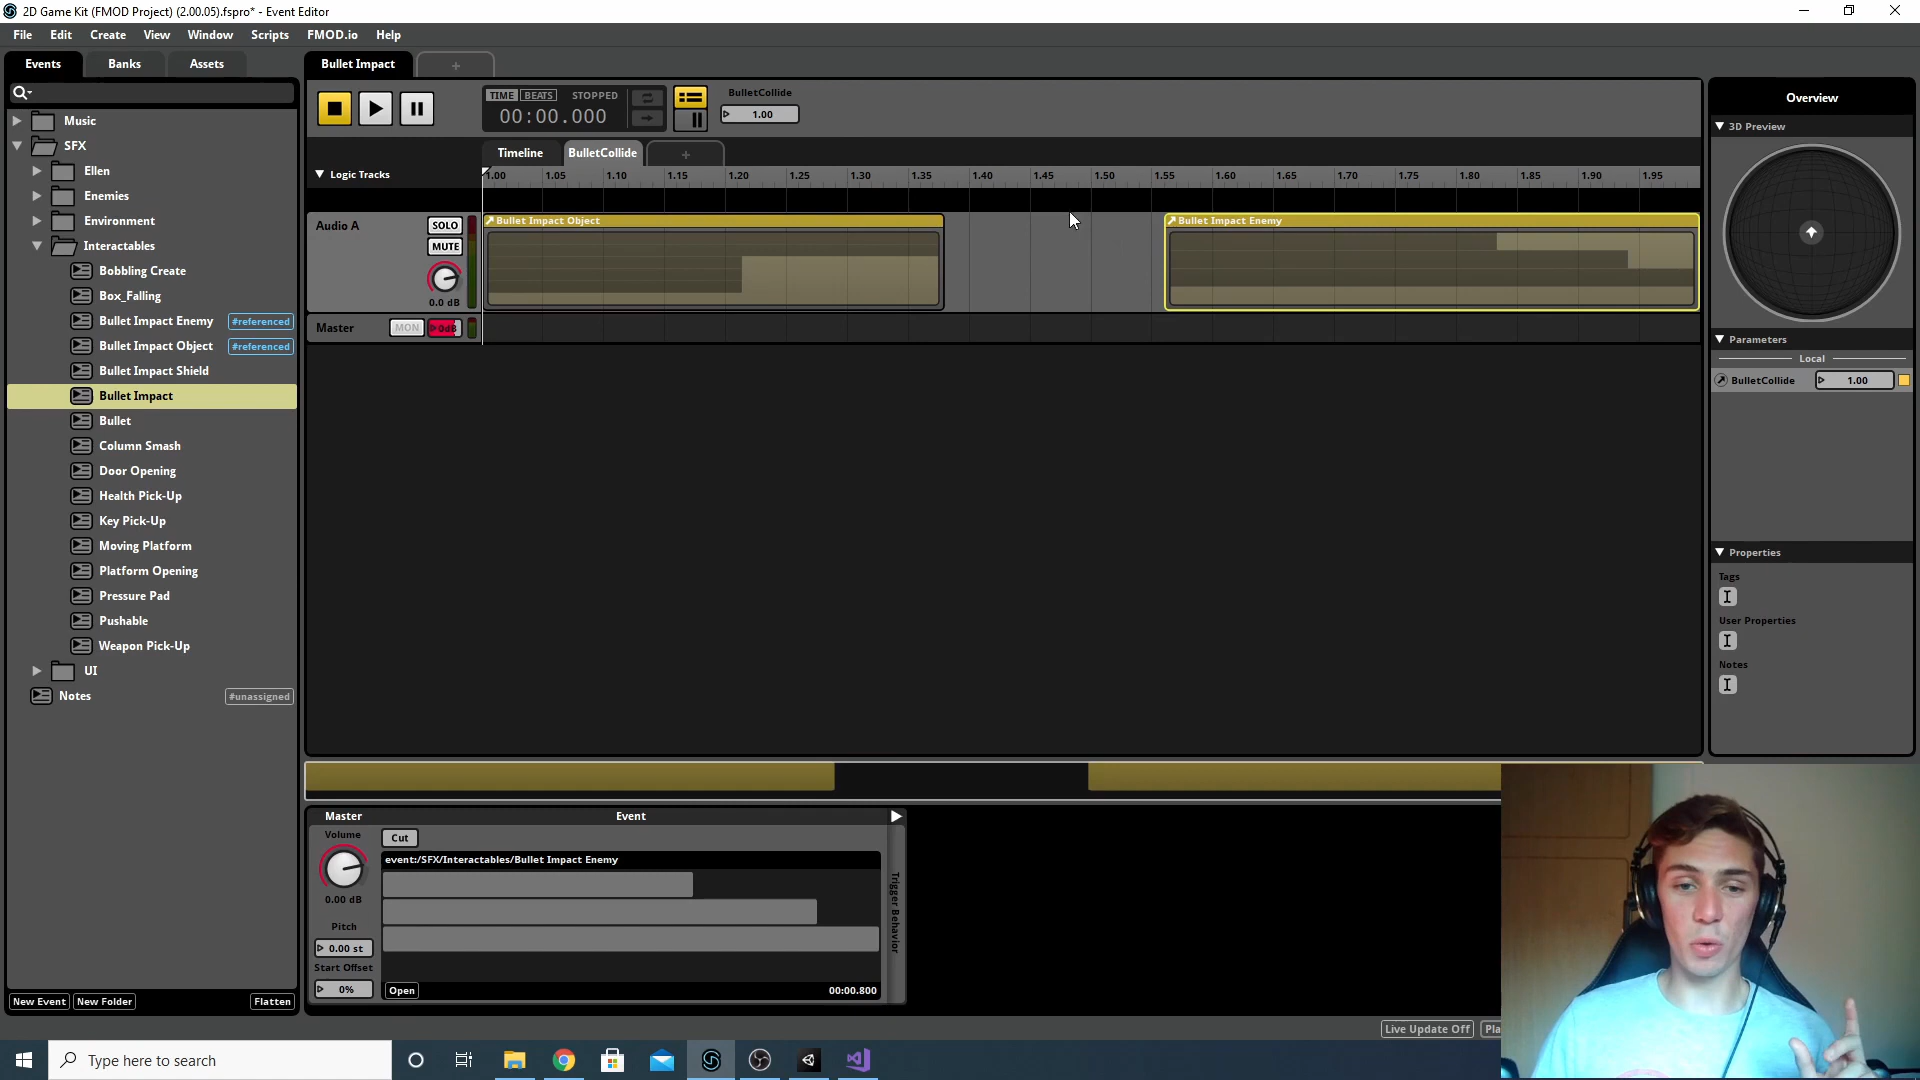 2D Game Kit (FMOD Project) (2.00.05).fspro* - Event Editor
File Edit Create View Window Scripts FMOD.io Help
Events Banks Assets
Music
SFX
Ellen
Enemies
Environment
Interactables
Bobbling Create
Box_Falling
Bullet Impact Enemy #referenced
Bullet Impact Object #referenced
Bullet Impact Shield
Bullet Impact
Bullet
Column Smash
Door Opening
Health Pick-Up
Key Pick-Up
Moving Platform
Platform Opening
Pressure Pad
Pushable
Weapon Pick-Up
UI
Notes #unassigned
New Event New Folder Flatten
Bullet Impact +
TIME BEATS STOPPED
00:00.000
BulletCollide
1.00
Timeline BulletCollide +
Logic Tracks
1.00 1.05 1.10 1.15 1.20 1.25 1.30 1.35 1.40 1.45 1.50 1.55 1.60 1.65 1.70 1.75 1.80 1.85 1.90 1.95
Audio A SOLO
MUTE
0.0 dB
Bullet Impact Object
Bullet Impact Enemy
Master MON 0dB
Master
Volume
0.00 dB
Pitch
0.00 st
Start Offset
0%
Event
Cut
event:/SFX/Interactables/Bullet Impact Enemy
Open 00:00.800
Trigger Behavior
Overview
3D Preview
Parameters
Local
BulletCollide 1.00
Properties
Tags
User Properties
Notes
Live Update Off Pla
Type here to search